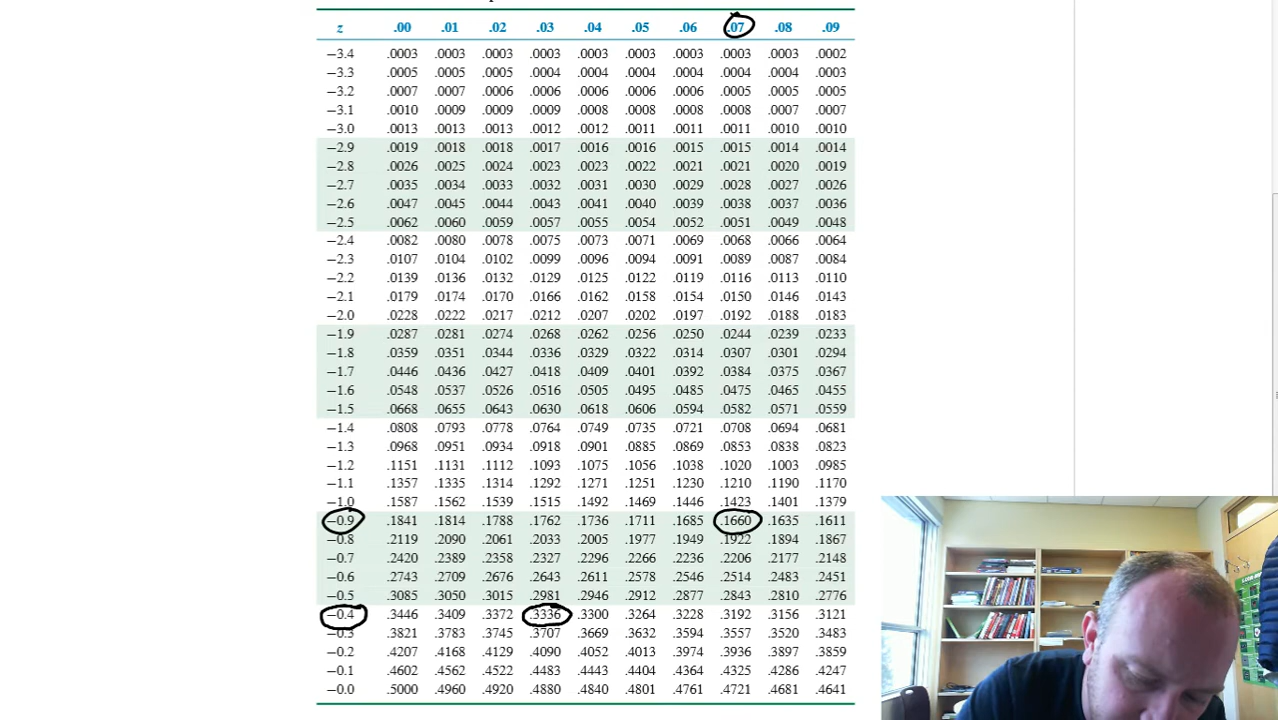 z .00 .01 .02 .03 .04 .05 .06 .07 .08 .09
−3.4 .0003 .0003 .0003 .0003 .0003 .0003 .0003 .0003 .0003 .0002
−3.3 .0005 .0005 .0005 .0004 .0004 .0004 .0004 .0004 .0004 .0003
−3.2 .0007 .0007 .0006 .0006 .0006 .0006 .0006 .0005 .0005 .0005
−3.1 .0010 .0009 .0009 .0009 .0008 .0008 .0008 .0008 .0007 .0007
−3.0 .0013 .0013 .0013 .0012 .0012 .0011 .0011 .0011 .0010 .0010
−2.9 .0019 .0018 .0018 .0017 .0016 .0016 .0015 .0015 .0014 .0014
−2.8 .0026 .0025 .0024 .0023 .0023 .0022 .0021 .0021 .0020 .0019
−2.7 .0035 .0034 .0033 .0032 .0031 .0030 .0029 .0028 .0027 .0026
−2.6 .0047 .0045 .0044 .0043 .0041 .0040 .0039 .0038 .0037 .0036
−2.5 .0062 .0060 .0059 .0057 .0055 .0054 .0052 .0051 .0049 .0048
−2.4 .0082 .0080 .0078 .0075 .0073 .0071 .0069 .0068 .0066 .0064
−2.3 .0107 .0104 .0102 .0099 .0096 .0094 .0091 .0089 .0087 .0084
−2.2 .0139 .0136 .0132 .0129 .0125 .0122 .0119 .0116 .0113 .0110
−2.1 .0179 .0174 .0170 .0166 .0162 .0158 .0154 .0150 .0146 .0143
−2.0 .0228 .0222 .0217 .0212 .0207 .0202 .0197 .0192 .0188 .0183
−1.9 .0287 .0281 .0274 .0268 .0262 .0256 .0250 .0244 .0239 .0233
−1.8 .0359 .0351 .0344 .0336 .0329 .0322 .0314 .0307 .0301 .0294
−1.7 .0446 .0436 .0427 .0418 .0409 .0401 .0392 .0384 .0375 .0367
−1.6 .0548 .0537 .0526 .0516 .0505 .0495 .0485 .0475 .0465 .0455
−1.5 .0668 .0655 .0643 .0630 .0618 .0606 .0594 .0582 .0571 .0559
−1.4 .0808 .0793 .0778 .0764 .0749 .0735 .0721 .0708 .0694 .0681
−1.3 .0968 .0951 .0934 .0918 .0901 .0885 .0869 .0853 .0838 .0823
−1.2 .1151 .1131 .1112 .1093 .1075 .1056 .1038 .1020 .1003 .0985
−1.1 .1357 .1335 .1314 .1292 .1271 .1251 .1230 .1210 .1190 .1170
−1.0 .1587 .1562 .1539 .1515 .1492 .1469 .1446 .1423 .1401 .1379
−0.9 .1841 .1814 .1788 .1762 .1736 .1711 .1685 .1660 .1635 .1611
−0.8 .2119 .2090 .2061 .2033 .2005 .1977 .1949 .1922 .1894 .1867
−0.7 .2420 .2389 .2358 .2327 .2296 .2266 .2236 .2206 .2177 .2148
−0.6 .2743 .2709 .2676 .2643 .2611 .2578 .2546 .2514 .2483 .2451
−0.5 .3085 .3050 .3015 .2981 .2946 .2912 .2877 .2843 .2810 .2776
−0.4 .3446 .3409 .3372 .3336 .3300 .3264 .3228 .3192 .3156 .3121
−0.3 .3821 .3783 .3745 .3707 .3669 .3632 .3594 .3557 .3520 .3483
−0.2 .4207 .4168 .4129 .4090 .4052 .4013 .3974 .3936 .3897 .3859
−0.1 .4602 .4562 .4522 .4483 .4443 .4404 .4364 .4325 .4286 .4247
−0.0 .5000 .4960 .4920 .4880 .4840 .4801 .4761 .4721 .4681 .4641